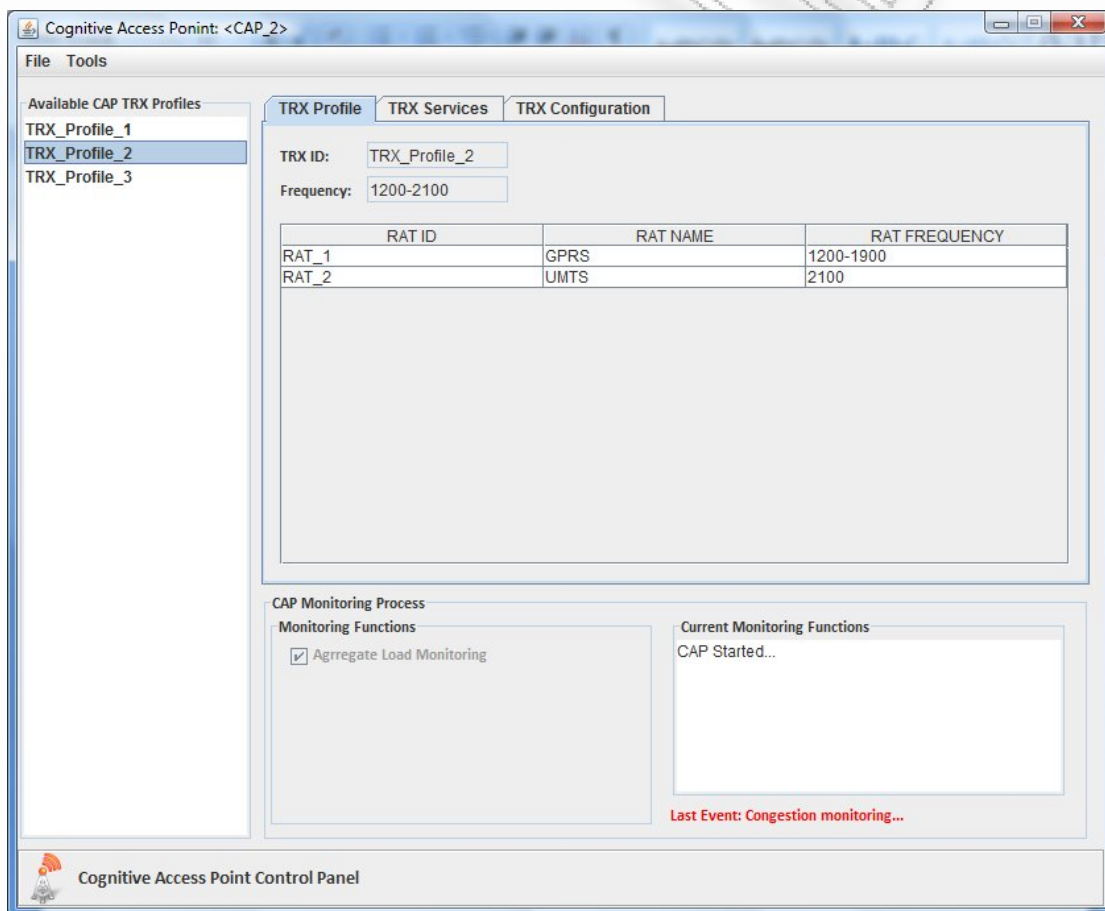 Cognitive Access Ponint: <CAP_2>
File Tools
Available CAP TRX Profiles
TRX_Profile_1
TRX_Profile_2
TRX_Profile_3
TRX Profile TRX Services TRX Configuration
TRX ID: TRX_Profile_2
Frequency: 1200-2100
RAT ID RAT NAME RAT FREQUENCY
RAT_1 GPRS 1200-1900
RAT_2 UMTS 2100
CAP Monitoring Process
Monitoring Functions
Agrregate Load Monitoring
Current Monitoring Functions
CAP Started...
Last Event: Congestion monitoring...
Cognitive Access Point Control Panel